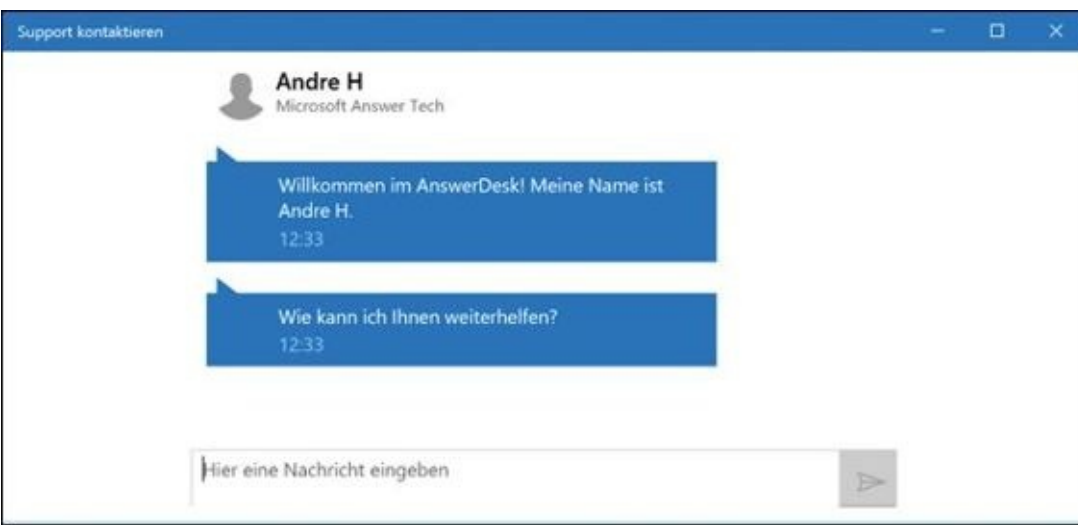 Support kontaktieren
Andre H
Microsoft Answer Tech
Willkommen im AnswerDesk! Meine Name ist
Andre H.
12:33
Wie kann ich Ihnen weiterhelfen?
12:33
Hier eine Nachricht eingeben